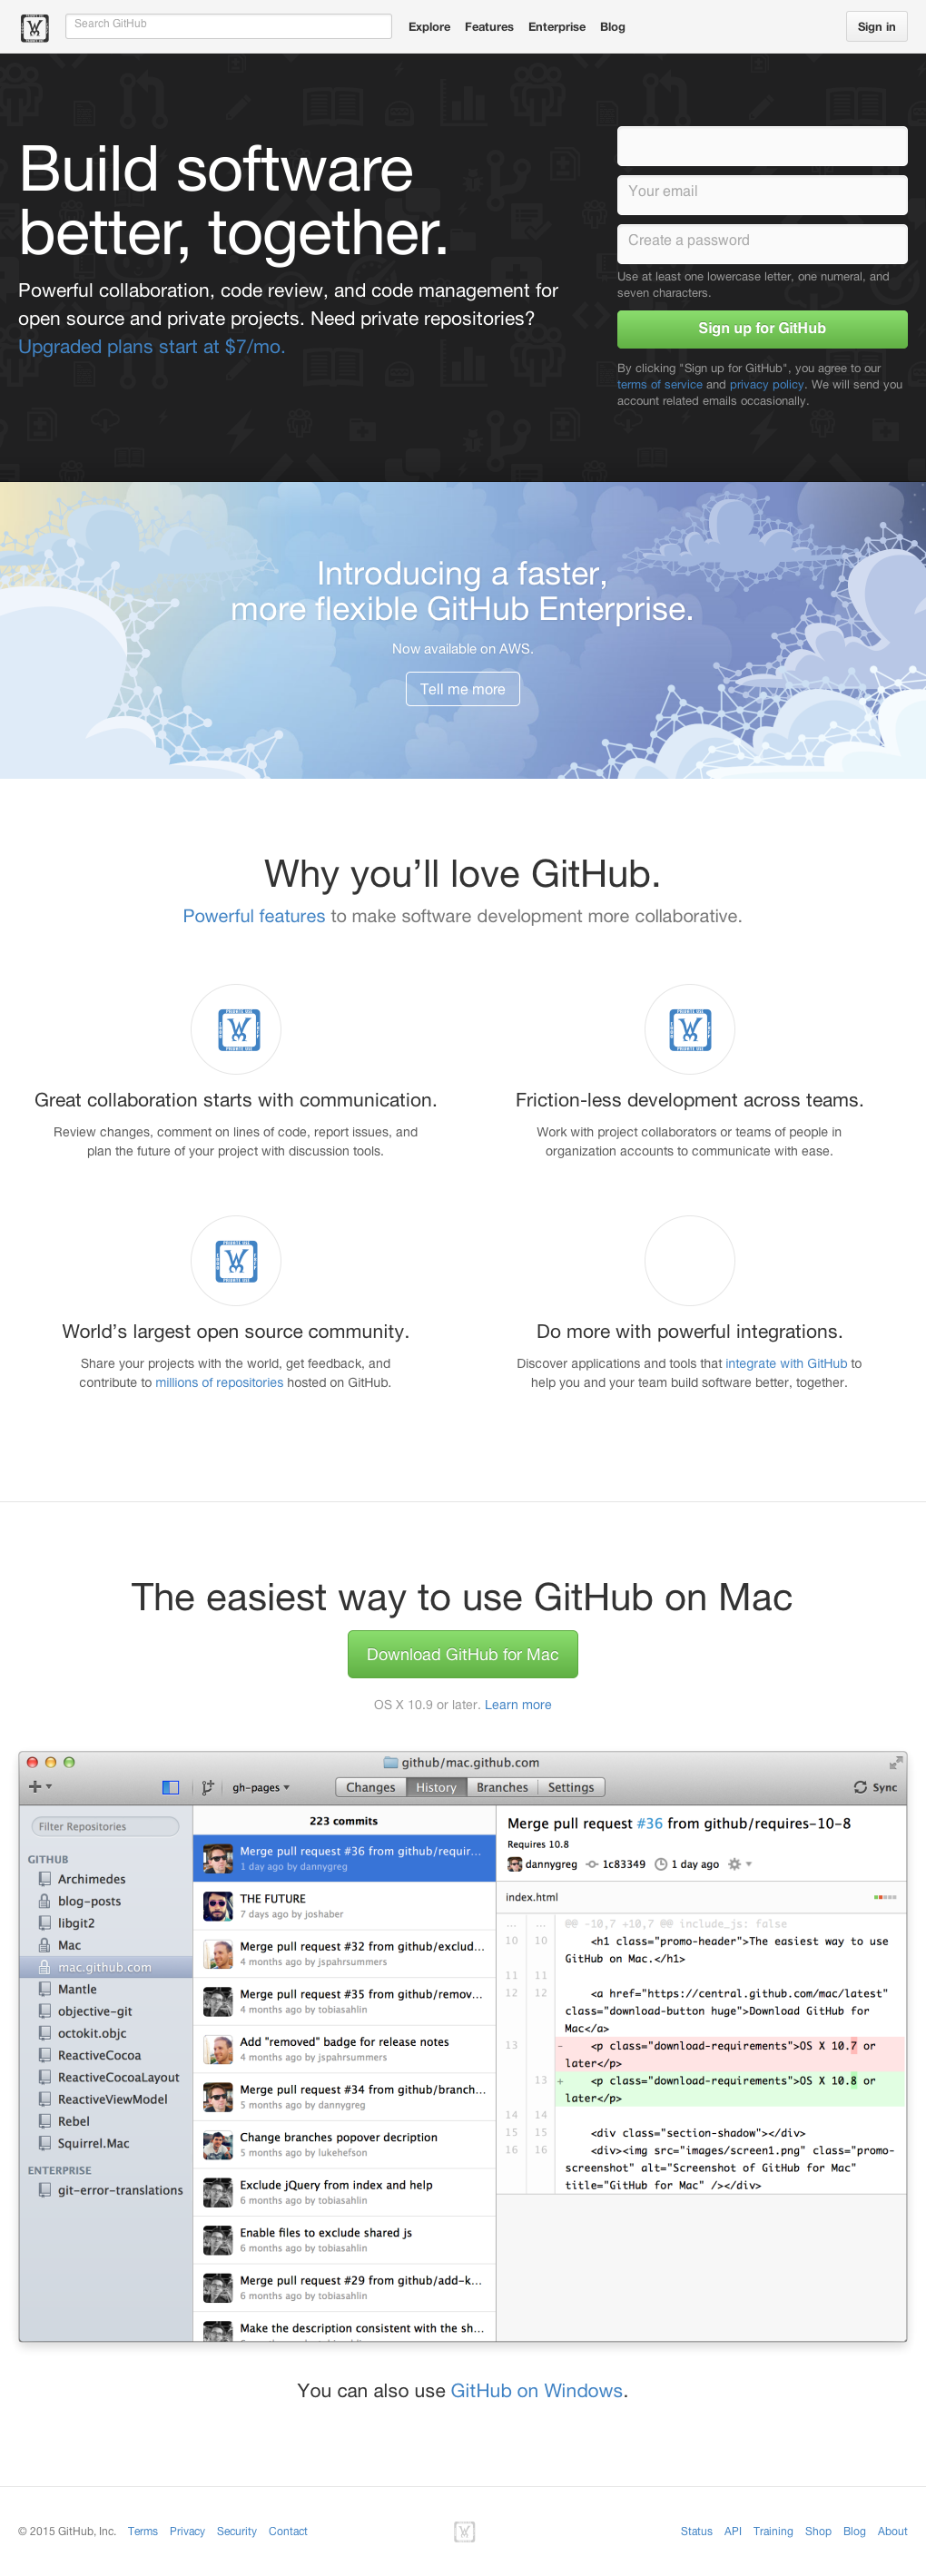 Search GitHub
Explore Features Enterprise Blog
Sign in
Build software
better, together.
Powerful collaboration, code review, and code management for
open source and private projects. Need private repositories?
Upgraded plans start at $7/mo.
Your email
Create a password
Use at least one lowercase letter, one numeral, and
seven characters.
Sign up for GitHub
By clicking "Sign up for GitHub", you agree to our
terms of service and privacy policy. We will send you
account related emails occasionally.
Introducing a faster,
more flexible GitHub Enterprise.
Now available on AWS.
Tell me more
Why you’ll love GitHub.
Powerful features to make software development more collaborative.
Great collaboration starts with communication.
Review changes, comment on lines of code, report issues, and
plan the future of your project with discussion tools.
Friction-less development across teams.
Work with project collaborators or teams of people in
organization accounts to communicate with ease.
World’s largest open source community.
Share your projects with the world, get feedback, and
contribute to millions of repositories hosted on GitHub.
Do more with powerful integrations.
Discover applications and tools that integrate with GitHub to
help you and your team build software better, together.
The easiest way to use GitHub on Mac
Download GitHub for Mac
OS X 10.9 or later. Learn more
github/mac.github.com
gh-pages
Changes History Branches Settings
Sync
Filter Repositories
GITHUB
Archimedes
blog-posts
libgit2
Mac
mac.github.com
Mantle
objective-git
octokit.objc
ReactiveCocoa
ReactiveCocoaLayout
ReactiveViewModel
Rebel
Squirrel.Mac
ENTERPRISE
git-error-translations
223 commits
Merge pull request #36 from github/requir...
1 day ago by dannygreg
THE FUTURE
7 days ago by joshaber
Merge pull request #32 from github/exclud...
4 months ago by jspahrsummers
Merge pull request #35 from github/remov...
4 months ago by tobiasahlin
Add "removed" badge for release notes
4 months ago by jspahrsummers
Merge pull request #34 from github/branch...
5 months ago by dannygreg
Change branches popover decription
5 months ago by lukehefson
Exclude jQuery from index and help
6 months ago by tobiasahlin
Enable files to exclude shared js
6 months ago by tobiasahlin
Merge pull request #29 from github/add-k...
6 months ago by tobiasahlin
Make the description consistent with the sh...
Merge pull request #36 from github/requires-10-8
Requires 10.8
dannygreg 1c83349 1 day ago
index.html
... ... @@ -10,7 +10,7 @@ include_js: false
10 10 <h1 class="promo-header">The easiest way to use
GitHub on Mac.</h1>
11 11
12 12 <a href="https://central.github.com/mac/latest"
class="download-button huge">Download GitHub for
Mac</a>
13 - <p class="download-requirements">OS X 10.7 or
later</p>
13 + <p class="download-requirements">OS X 10.8 or
later</p>
14 14
15 15 <div class="section-shadow"></div>
16 16 <div><img src="images/screen1.png" class="promo-
screenshot" alt="Screenshot of GitHub for Mac"
title="GitHub for Mac" /></div>
You can also use GitHub on Windows.
© 2015 GitHub, Inc. Terms Privacy Security Contact
Status API Training Shop Blog About